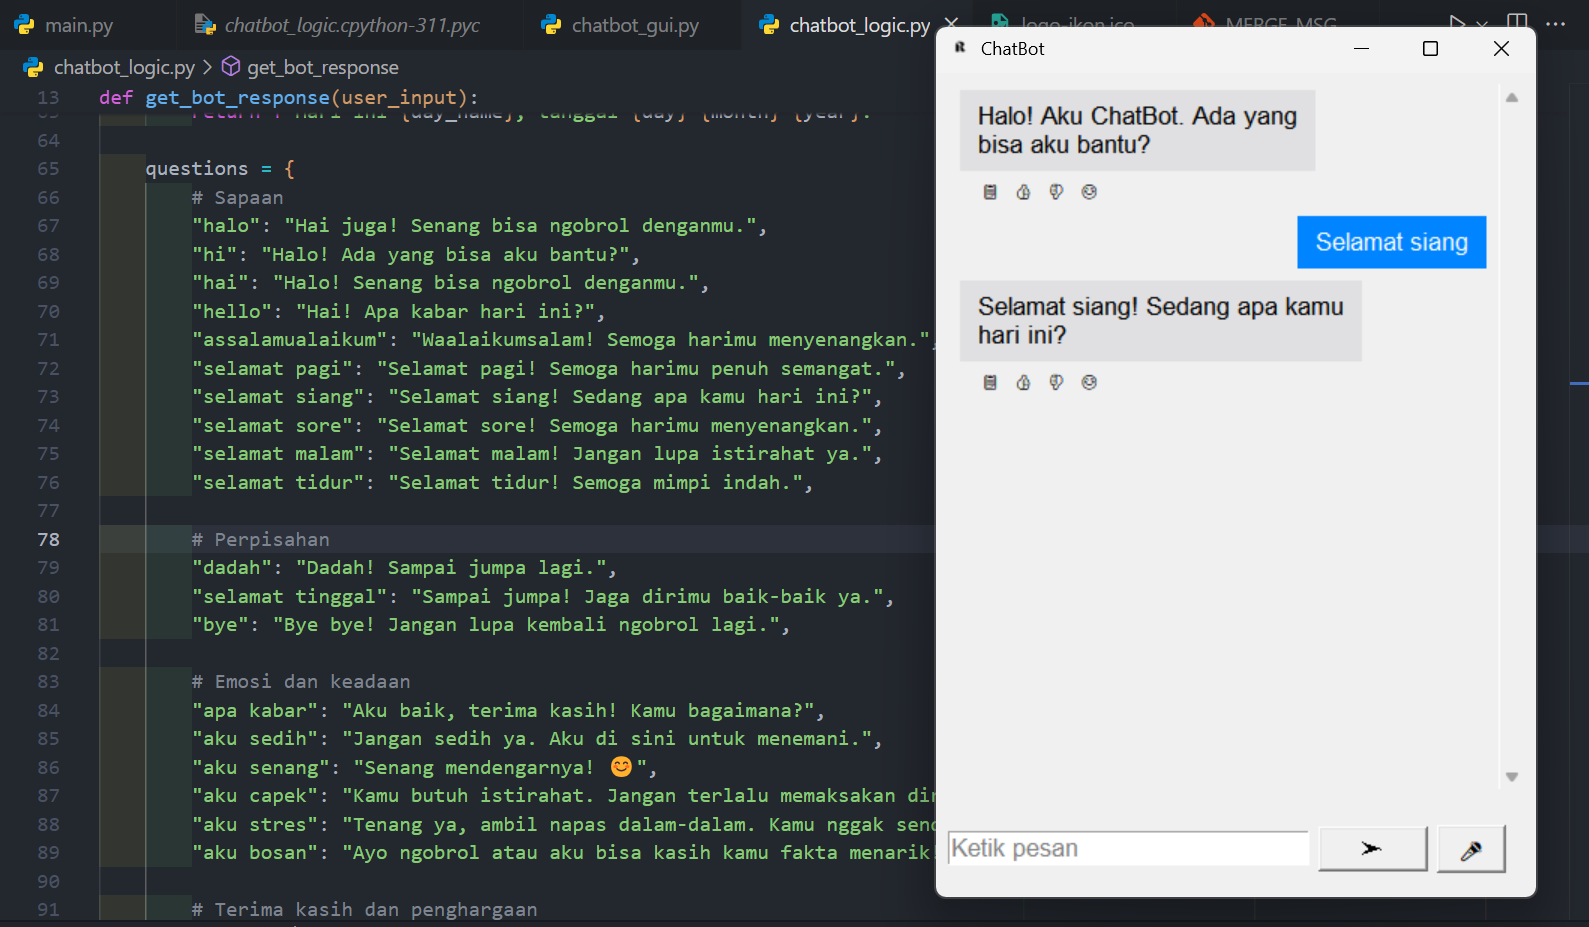 main.py
chatbot_logic.cpython-311.pyc
chatbot_gui.py
chatbot_logic.py
logo-ikon.ico
MERGE_MSG
chatbot_logic.py > get_bot_response
13 def get_bot_response(user_input):
return f"Hari ini {day_name}, tanggal {day} {month} {year}."
64
65 questions = {
66 # Sapaan
67 "halo": "Hai juga! Senang bisa ngobrol denganmu.",
68 "hi": "Halo! Ada yang bisa aku bantu?",
69 "hai": "Halo! Senang bisa ngobrol denganmu.",
70 "hello": "Hai! Apa kabar hari ini?",
71 "assalamualaikum": "Waalaikumsalam! Semoga harimu menyenangkan.",
72 "selamat pagi": "Selamat pagi! Semoga harimu penuh semangat.",
73 "selamat siang": "Selamat siang! Sedang apa kamu hari ini?",
74 "selamat sore": "Selamat sore! Semoga harimu menyenangkan.",
75 "selamat malam": "Selamat malam! Jangan lupa istirahat ya.",
76 "selamat tidur": "Selamat tidur! Semoga mimpi indah.",
77
78 # Perpisahan
79 "dadah": "Dadah! Sampai jumpa lagi.",
80 "selamat tinggal": "Sampai jumpa! Jaga dirimu baik-baik ya.",
81 "bye": "Bye bye! Jangan lupa kembali ngobrol lagi.",
82
83 # Emosi dan keadaan
84 "apa kabar": "Aku baik, terima kasih! Kamu bagaimana?",
85 "aku sedih": "Jangan sedih ya. Aku di sini untuk menemani.",
86 "aku senang": "Senang mendengarnya! 😊",
87 "aku capek": "Kamu butuh istirahat. Jangan terlalu memaksakan
88 "aku stres": "Tenang ya, ambil napas dalam-dalam. Kamu nggak
89 "aku bosan": "Ayo ngobrol atau aku bisa kasih kamu fakta menarik!
90
91 # Terima kasih dan penghargaan
ChatBot
Halo! Aku ChatBot. Ada yang
bisa aku bantu?
Selamat siang
Selamat siang! Sedang apa kamu
hari ini?
Ketik pesan